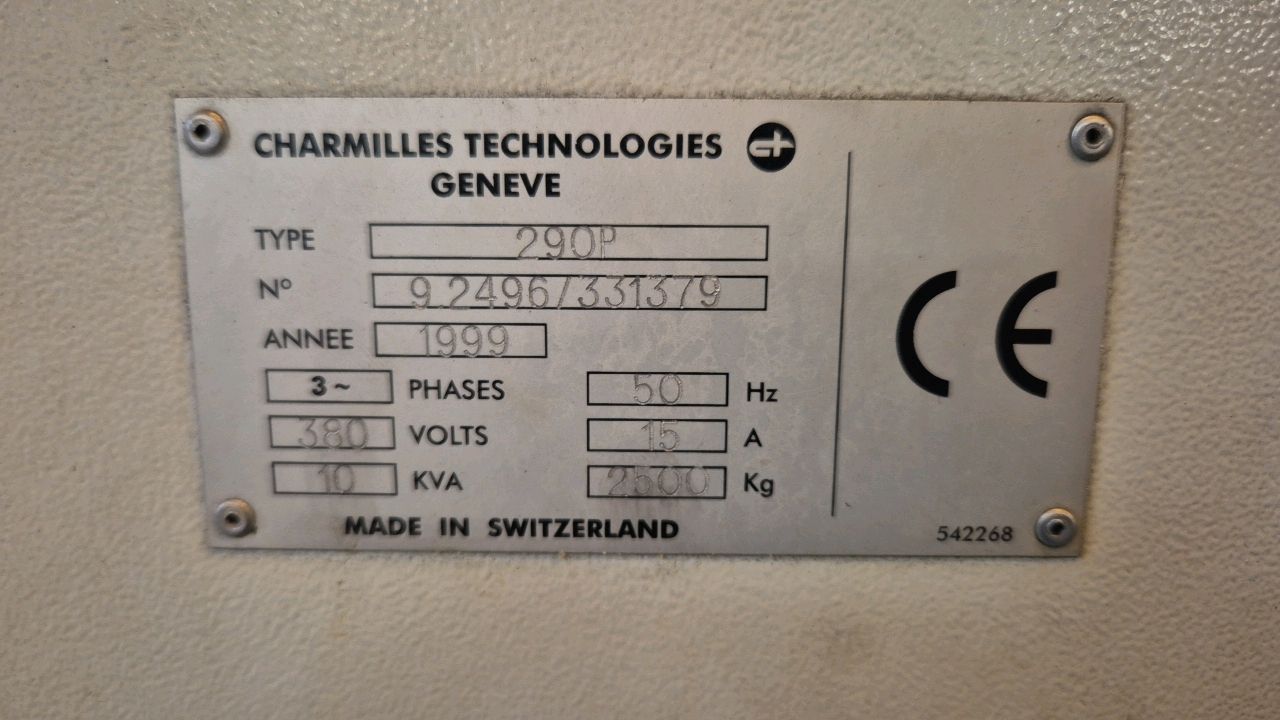 CHARMILLES TECHNOLOGIES
GENEVE
TYPE 290P
N° 9.2496/331379
ANNEE 1999
3~ PHASES 50 Hz
380 VOLTS 15 A
10 KVA 2500 Kg
MADE IN SWITZERLAND
CE
542268